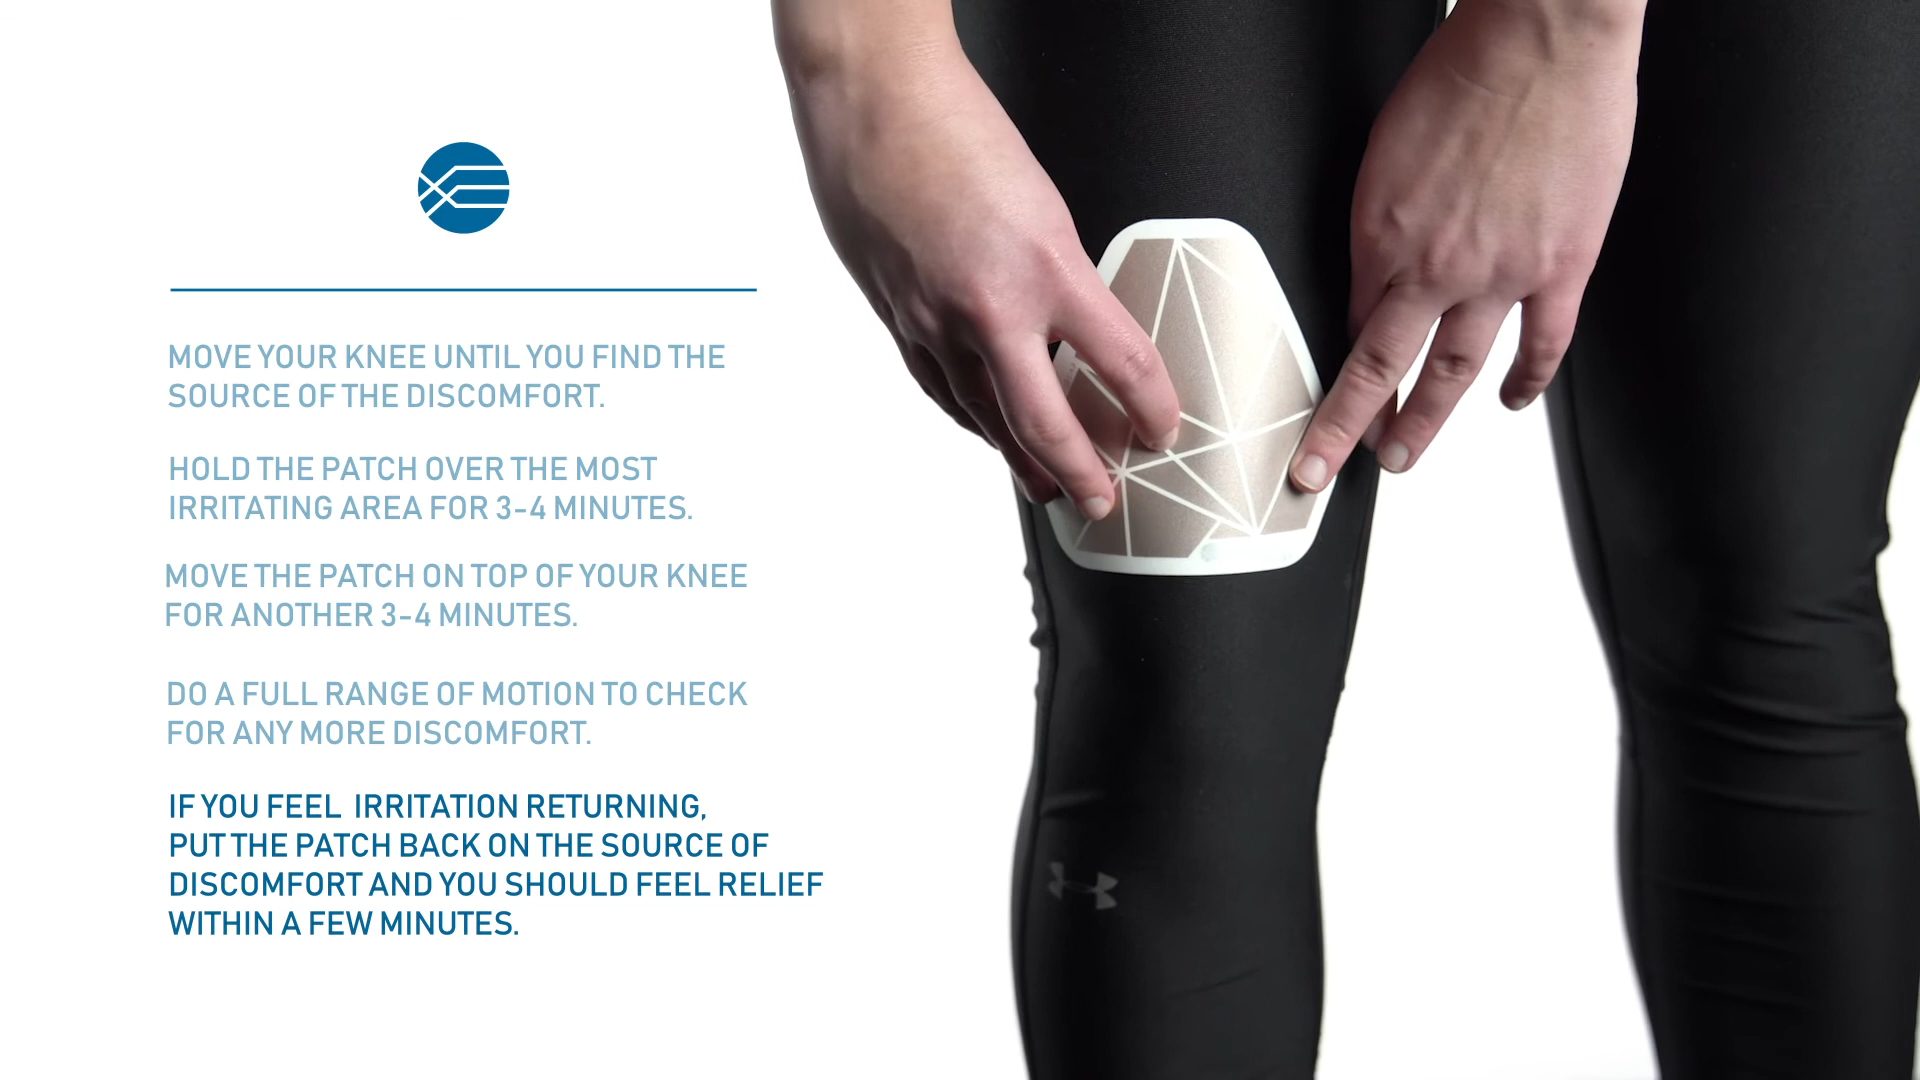 MOVE YOUR KNEE UNTIL YOU FIND THE
SOURCE OF THE DISCOMFORT.
HOLD THE PATCH OVER THE MOST
IRRITATING AREA FOR 3-4 MINUTES.
MOVE THE PATCH ON TOP OF YOUR KNEE
FOR ANOTHER 3-4 MINUTES.
DO A FULL RANGE OF MOTION TO CHECK
FOR ANY MORE DISCOMFORT.
IF YOU FEEL IRRITATION RETURNING,
PUT THE PATCH BACK ON THE SOURCE OF
DISCOMFORT AND YOU SHOULD FEEL RELIEF
WITHIN A FEW MINUTES.